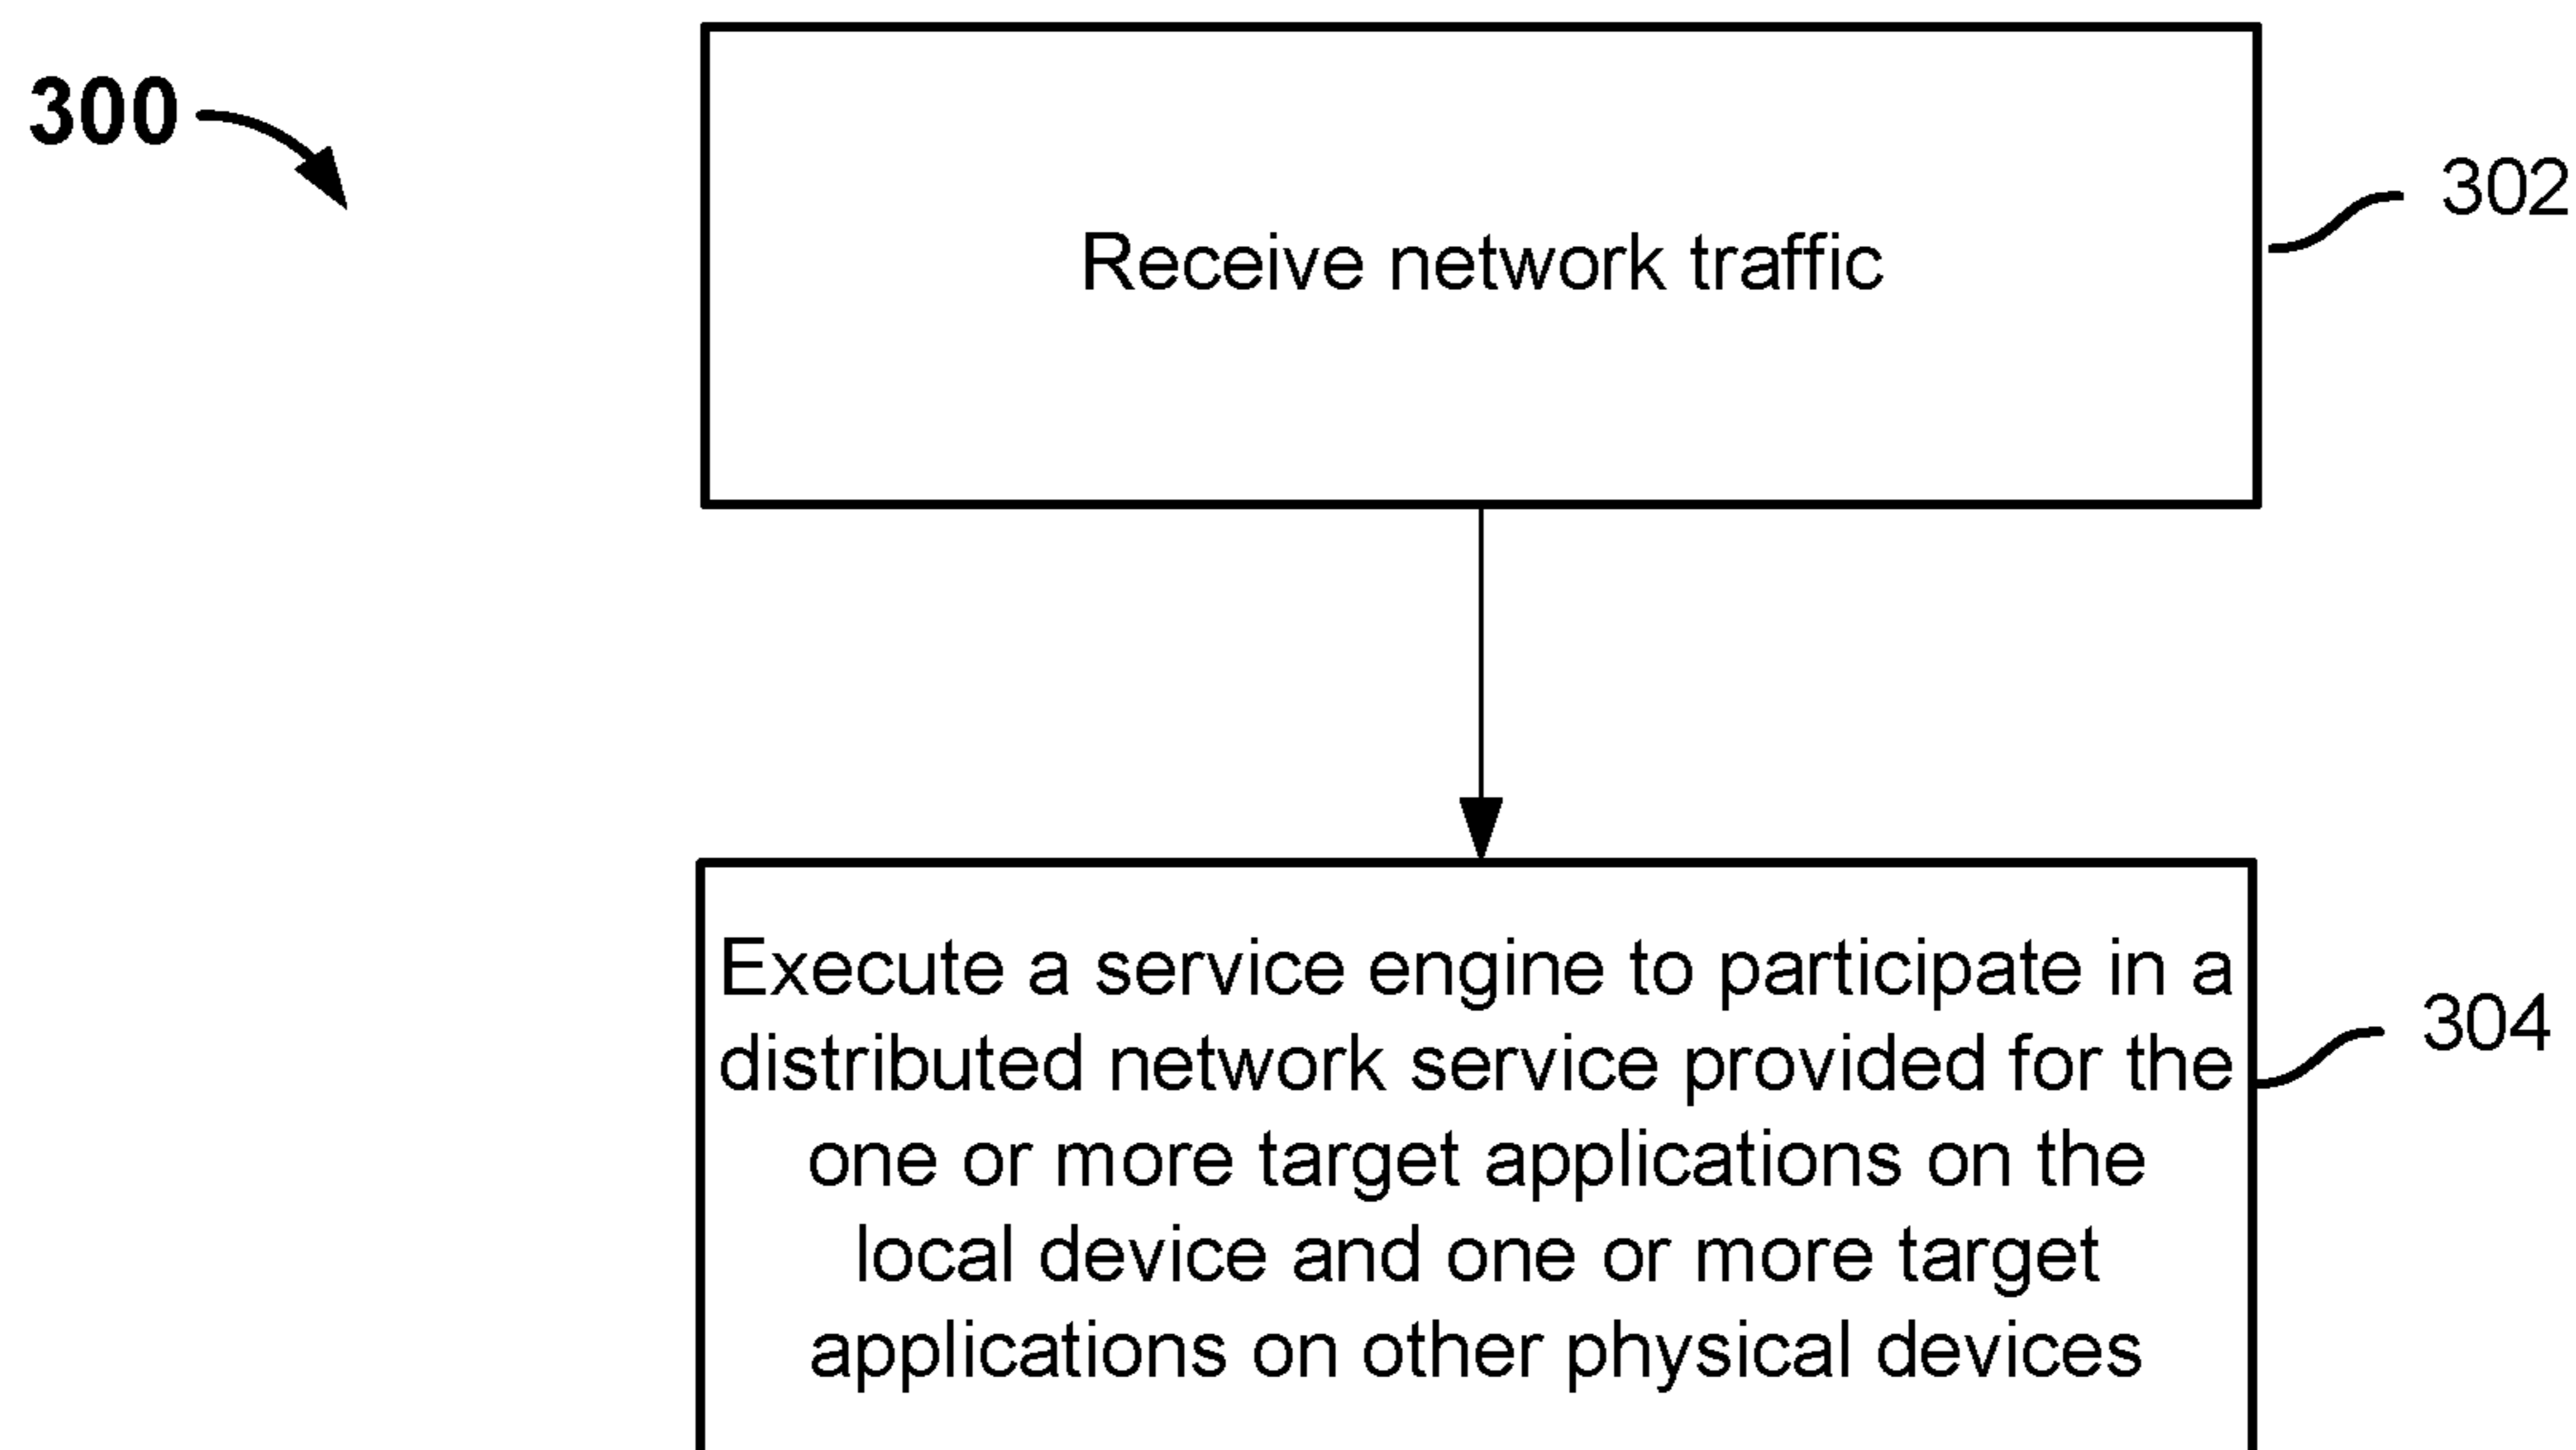 300
302
Receive network traffic
Execute a service engine to participate in a
distributed network service provided for the
304
one or more target applications on the
local device and one or more target
applications on other physical devices